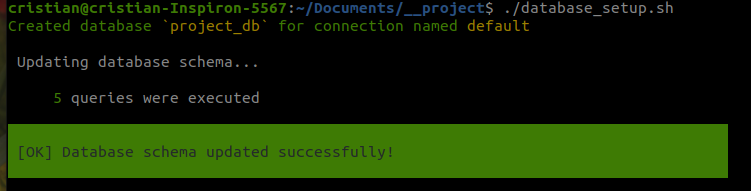 cristian@cristian-Inspiron-5567:~/Documents/__project$ ./database_setup.sh
Created database `project_db` for connection named default
Updating database schema...
5 queries were executed
[OK] Database schema updated successfully!